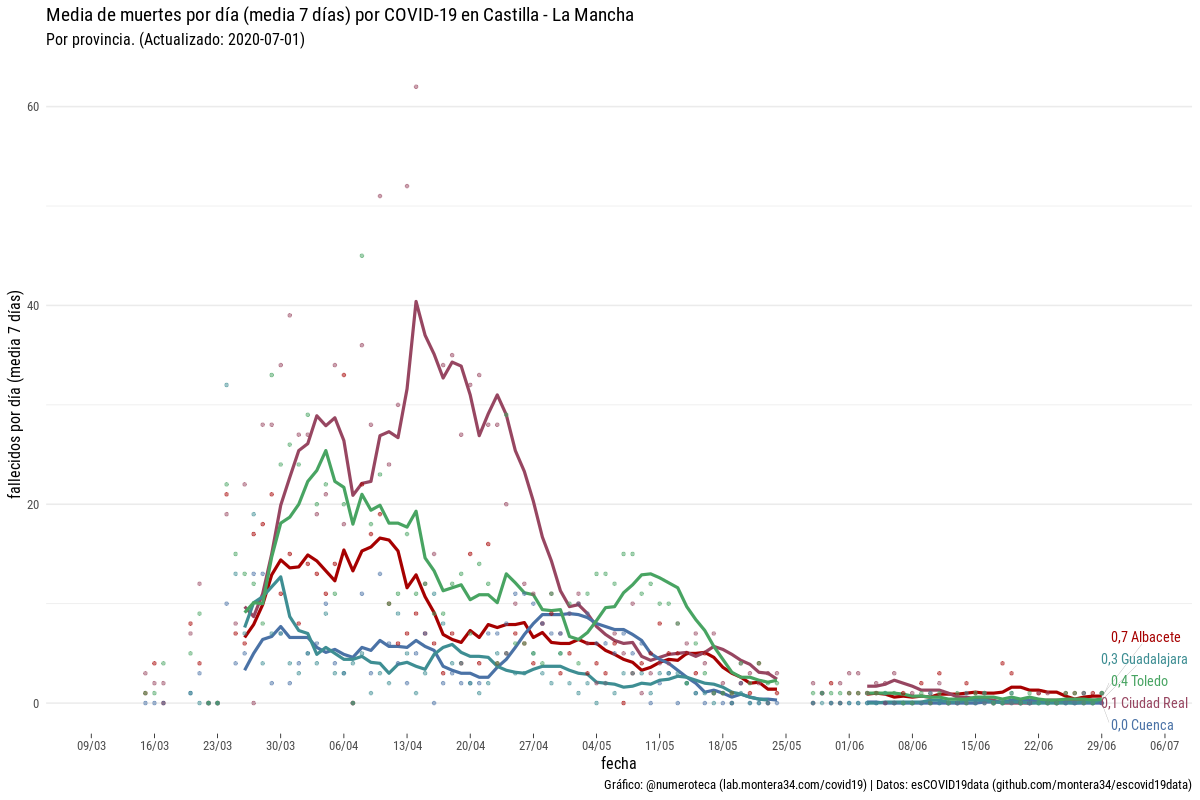 Media de muertes por día (media 7 días) por COVID-19 en Castilla - La Mancha
Por provincia. (Actualizado: 2020-07-01)
fallecidos por día (media 7 días)
60
40
20
0
0,7 Albacete
0,3 Guadalajara
0,4 Toledo
0,1 Ciudad Real
0,0 Cuenca
09/03 16/03 23/03 30/03 06/04 13/04 20/04 27/04 04/05 11/05 18/05 25/05 01/06 08/06 15/06 22/06 29/06 06/07
fecha
Gráfico: @numeroteca (lab.montera34.com/covid19) | Datos: esCOVID19data (github.com/montera34/escovid19data)